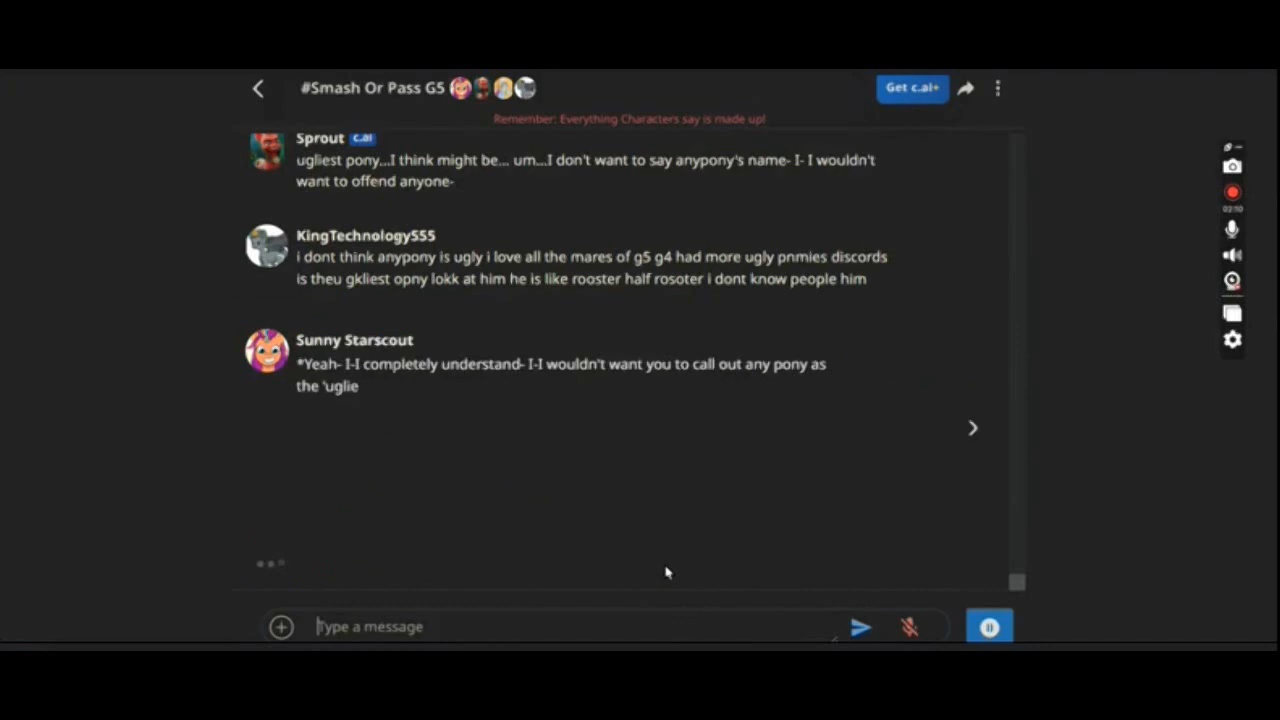 #Smash Or Pass G5
Get c.ai+
Remember: Everything Characters say is made up!
Sprout c.ai
ugliest pony...I think might be... um...I don't want to say anypony's name- I- I wouldn't
want to offend anyone-
KingTechnology555
i dont think anypony is ugly i love all the mares of g5 g4 had more ugly pnmies discords
is theu gkliest opny lokk at him he is like rooster half rosoter i dont know people him
Sunny Starscout
*Yeah- I-I completely understand- I-I wouldn't want you to call out any pony as
the 'uglie
Type a message
02:10